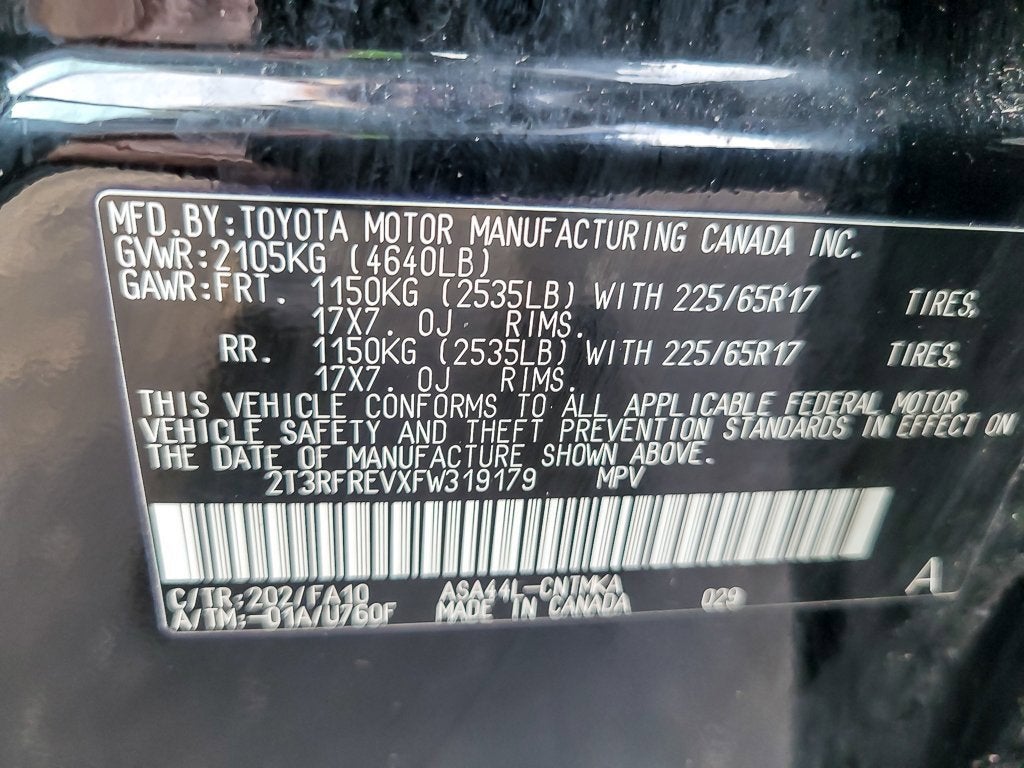 MFD.BY:TOYOTA MOTOR MANUFACTURING CANADA INC.
GVWR:2105KG (4640LB)
GAWR:FRT. 1150KG (2535LB) WITH 225/65R17 TIRES,
17X7. 0J RIMS.
RR. 1150KG (2535LB) WITH 225/65R17 TIRES,
17X7. 0J RIMS.
THIS VEHICLE CONFORMS TO ALL APPLICABLE FEDERAL MOTOR
VEHICLE SAFETY AND THEFT PREVENTION STANDARDS IN EFFECT ON
THE DATE OF MANUFACTURE SHOWN ABOVE.
2T3RFREVXFW319179 MPV
C/TR:202/FA10 ASA44L-CNTMKA 029 A
A/TM:-01A/U760F MADE IN CANADA